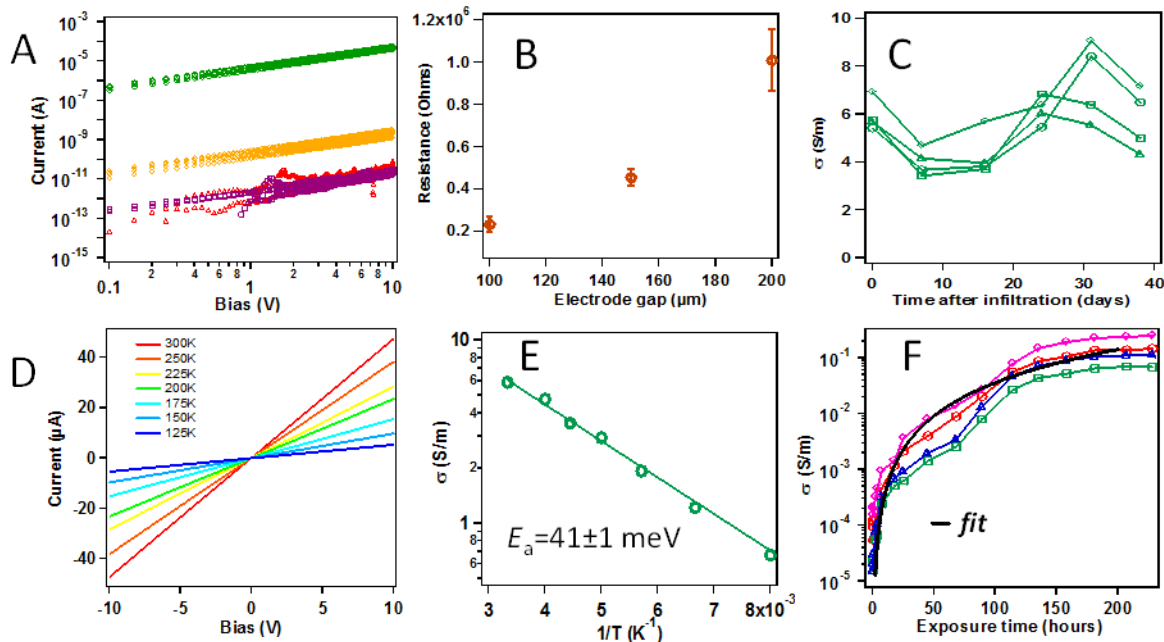 A
10^-3
10^-5
10^-7
10^-9
10^-11
10^-13
10^-15
Current (A)
0.1
2
4
6
8
1
2
4
6
8
10
Bias (V)
B
1.2x10^6
1.0
0.8
0.6
0.4
0.2
Resistance (Ohms)
100
120
140
160
180
200
Electrode gap (µm)
C
10
8
6
4
2
0
σ (S/m)
0
10
20
30
40
Time after infiltration (days)
D
40
20
0
-20
-40
Current (µA)
300K
250K
225K
200K
175K
150K
125K
-10
-5
0
5
10
Bias (V)
E
10
8
6
4
2
1
8
6
σ (S/m)
Ea=41±1 meV
3
4
5
6
7
8x10^-3
1/T (K^-1)
F
10^-1
10^-2
10^-3
10^-4
10^-5
σ (S/m)
fit
0
50
100
150
200
Exposure time (hours)